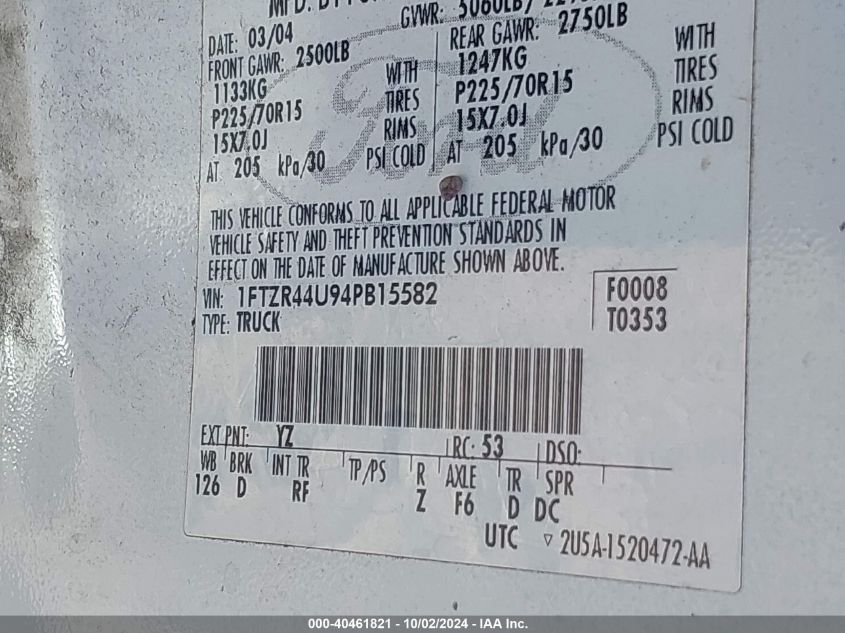 GVWR: 5060LB/
DATE: 03/04
FRONT GAWR: 2500LB
1133KG WITH
P225/70R15 TIRES
15X7.0J RIMS
AT 205 kPa/30 PSI COLD
REAR GAWR: 2750LB
1247KG WITH
P225/70R15 TIRES
15X7.0J RIMS
AT 205 kPa/30 PSI COLD
Ford
THIS VEHICLE CONFORMS TO ALL APPLICABLE FEDERAL MOTOR
VEHICLE SAFETY AND THEFT PREVENTION STANDARDS IN
EFFECT ON THE DATE OF MANUFACTURE SHOWN ABOVE.
VIN: 1FTZR44U94PB15582 F0008
TYPE: TRUCK T0353
EXT PNT: YZ RC: 53 DSO:
WB BRK INT TR TP/PS R AXLE TR SPR
126 D RF Z F6 D DC
UTC ▽ 2U5A-1520472-AA
000-40461821 - 10/02/2024 - IAA Inc.